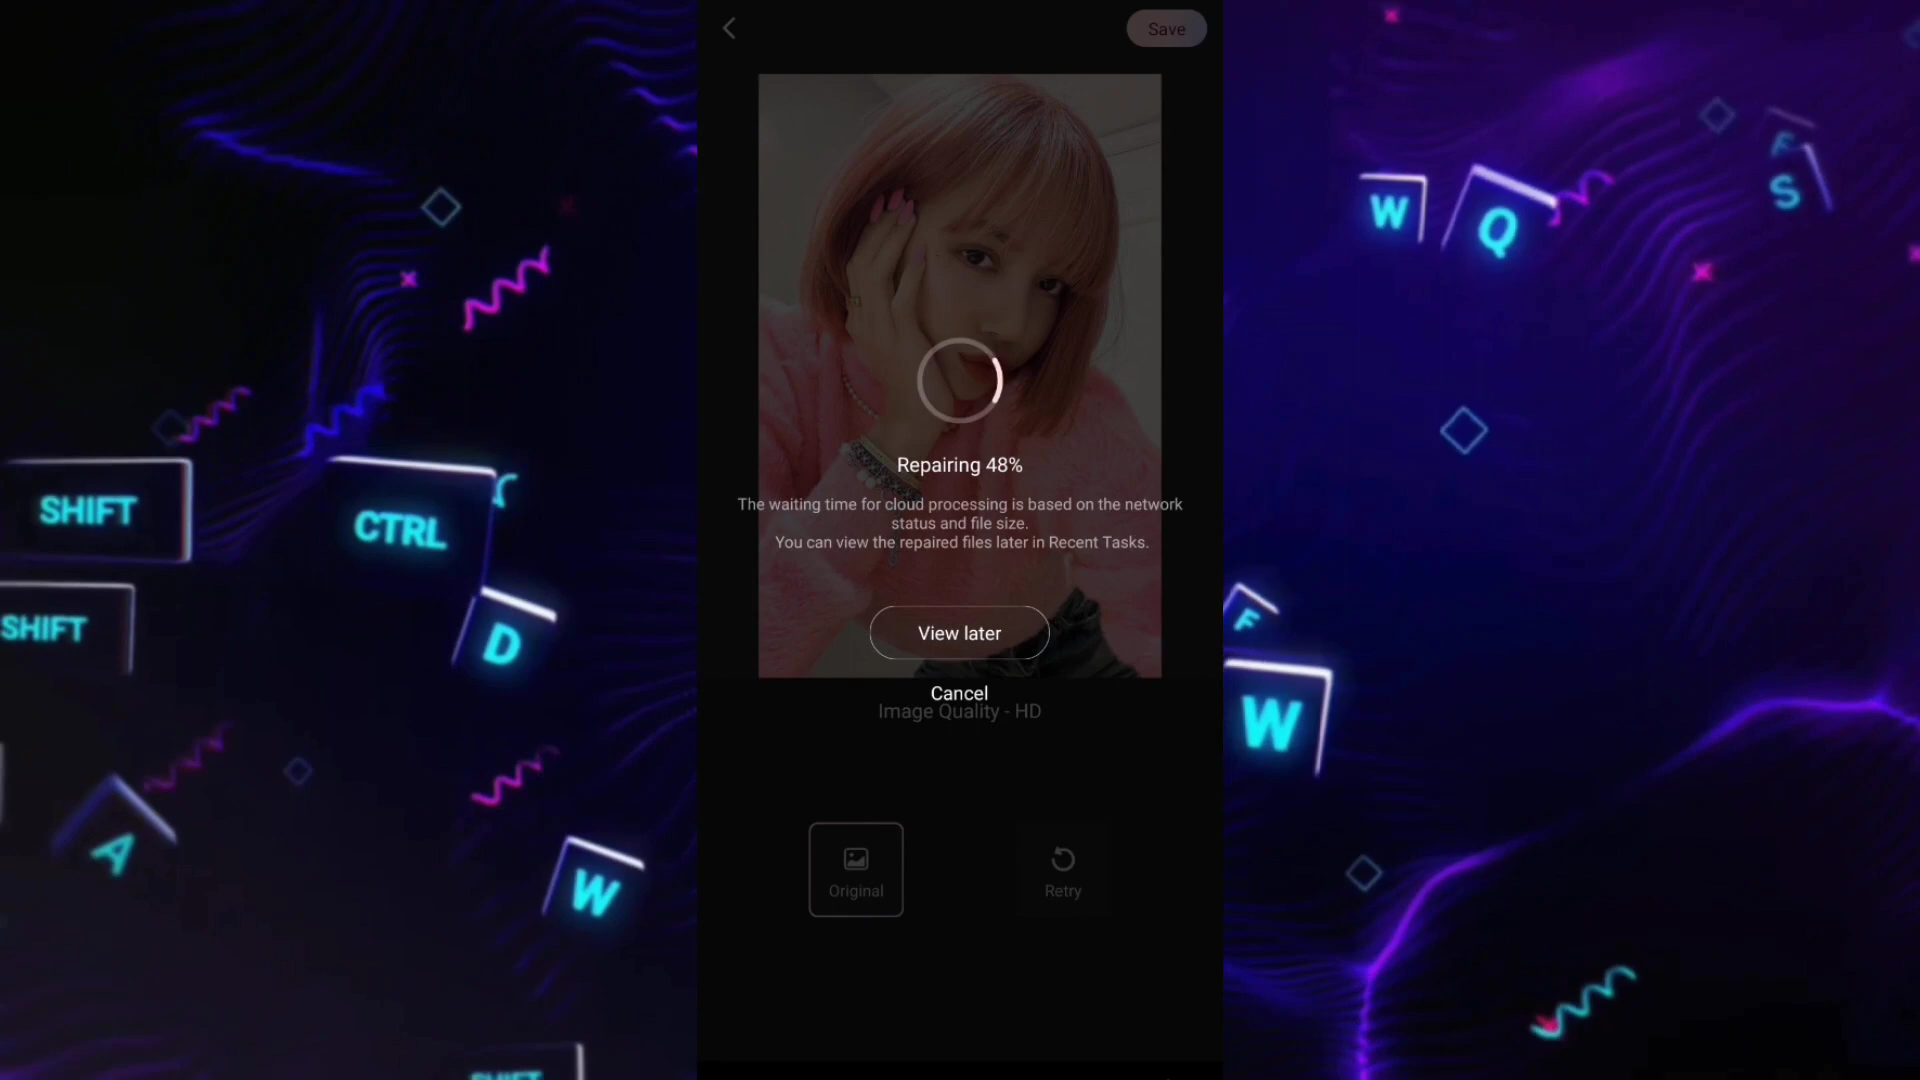 Save
W
Q
F
S
Repairing 48%
The waiting time for cloud processing is based on the network
status and file size.
You can view the repaired files later in Recent Tasks.
SHIFT
CTRL
SHIFT
D
F
View later
Cancel
Image Quality - HD
W
A
W
Original
Retry
SHIFT